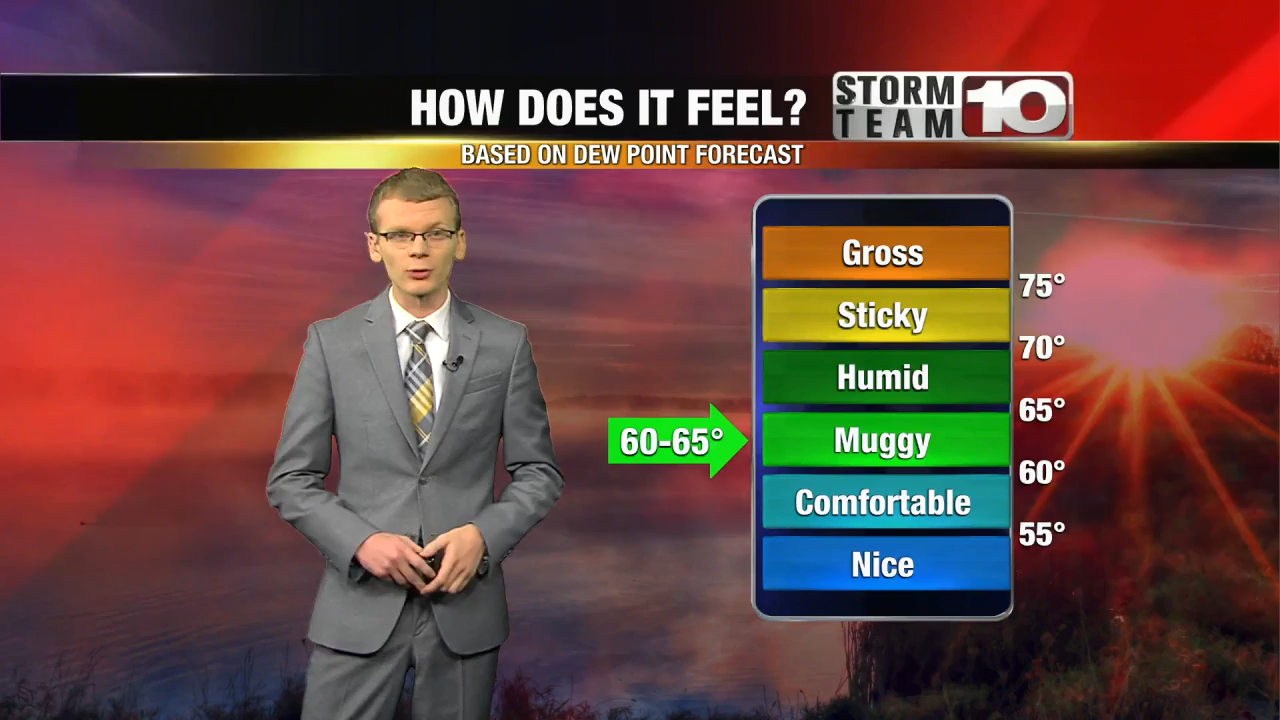 HOW DOES IT FEEL?
STORM
TEAM
10
BASED ON DEW POINT FORECAST
Gross
75°
Sticky
70°
Humid
65°
60-65°
Muggy
60°
Comfortable
55°
Nice